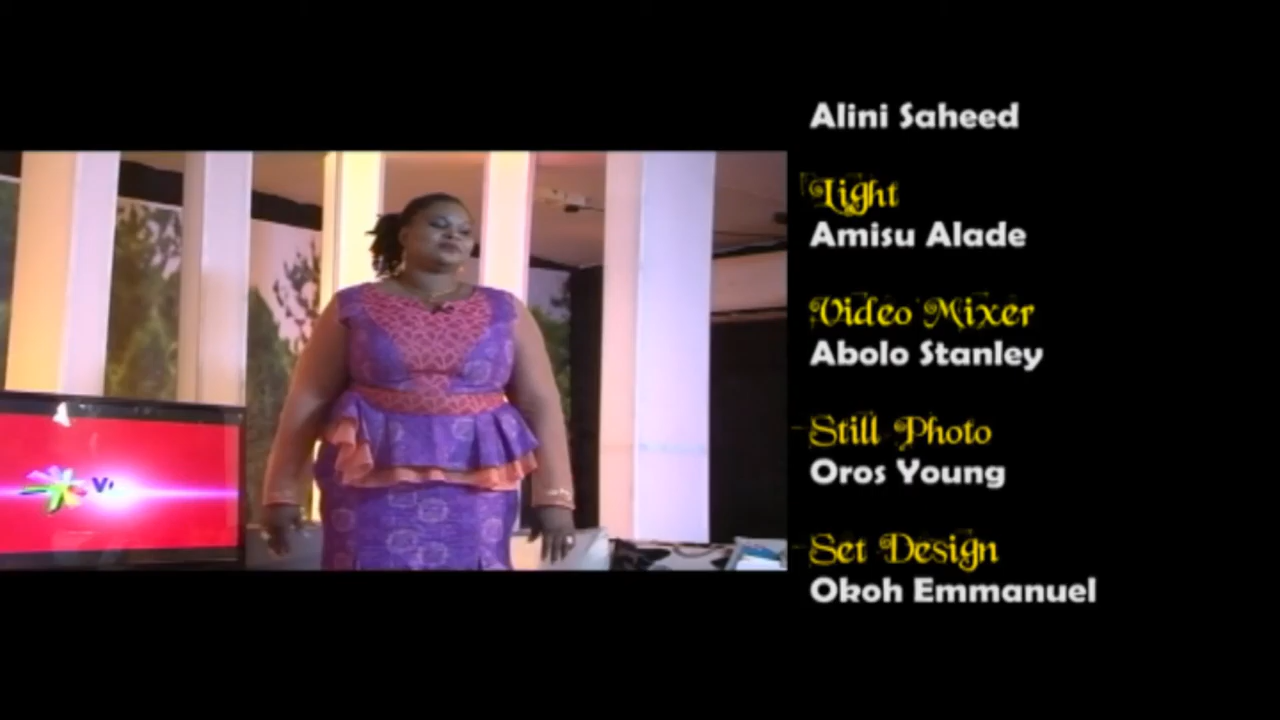 Alini Saheed
Light
Amisu Alade
Video Mixer
Abolo Stanley
Still Photo
Oros Young
Set Design
Okoh Emmanuel